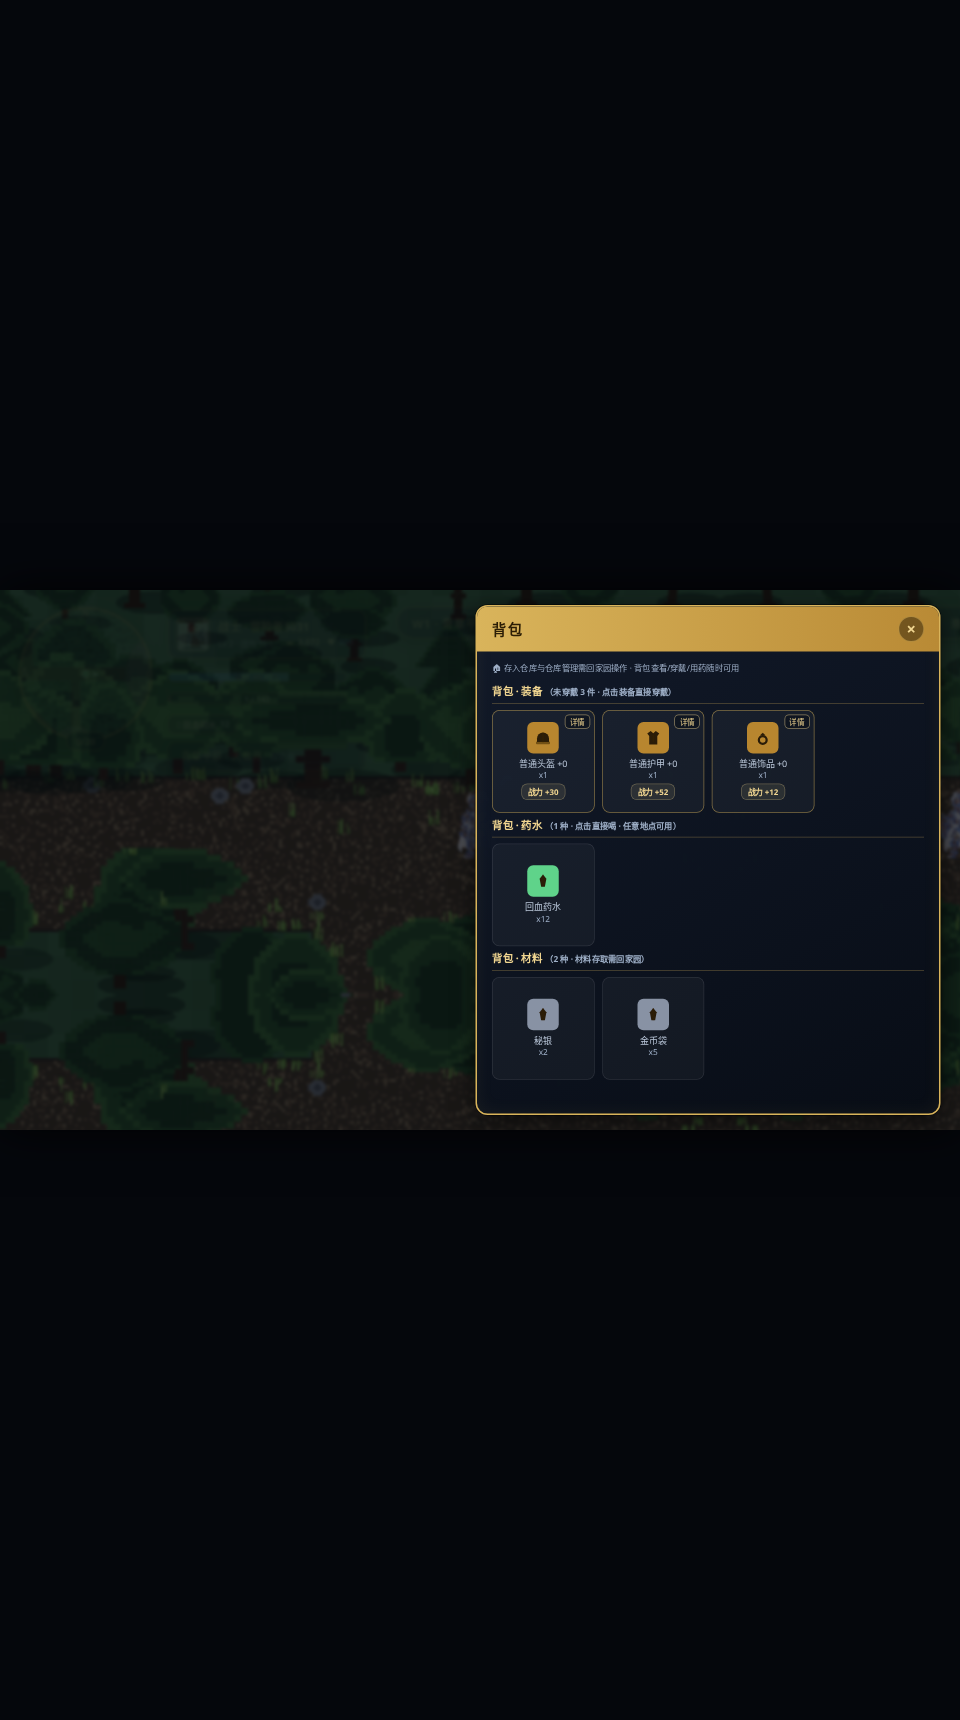 背包
×
存入仓库与仓库管理需回家园操作 · 背包查看/穿戴/用药随时可用
背包 · 装备 （未穿戴 3 件 · 点击装备直接穿戴）
详情 详情 详情
普通头盔 +0 普通护甲 +0 普通饰品 +0
x1 x1 x1
战力 +30 战力 +52 战力 +12
背包 · 药水 （1 种 · 点击直接喝 · 任意地点可用）
回血药水
x12
背包 · 材料 （2 种 · 材料存取需回家园）
秘银 金币袋
x2 x5